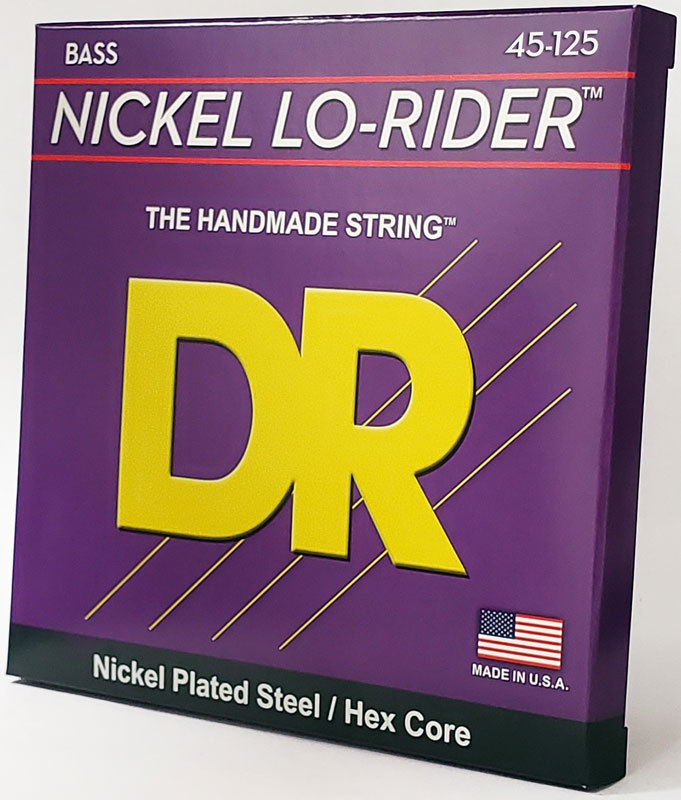 BASS 45-125
NICKEL LO-RIDER™
THE HANDMADE STRING™
DR
MADE IN U.S.A.
Nickel Plated Steel / Hex Core